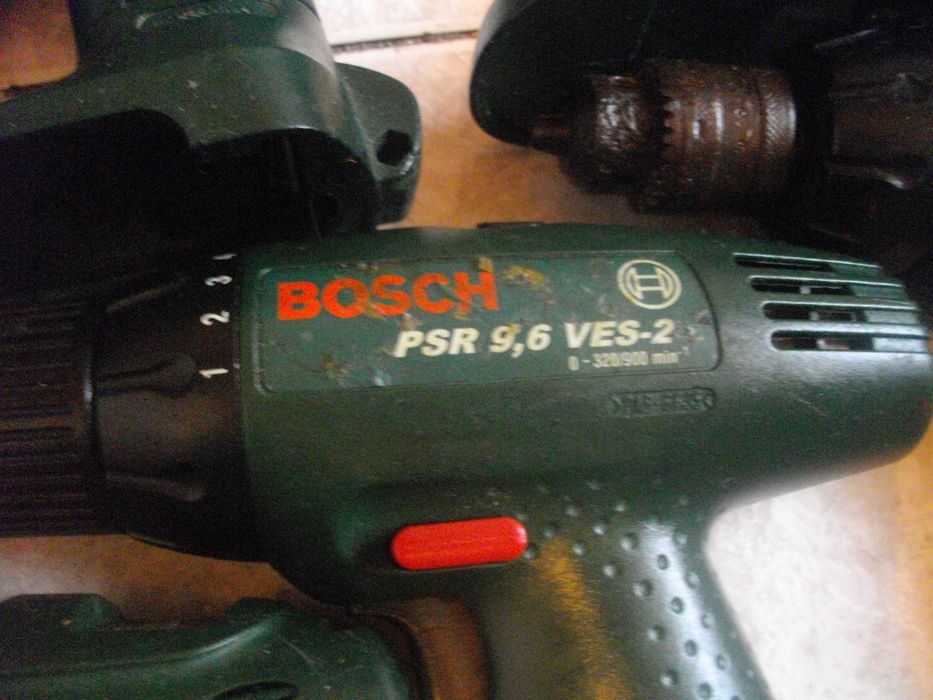 BOSCH
PSR 9,6 VES-2
0 - 320/900 min⁻¹
1 2 3